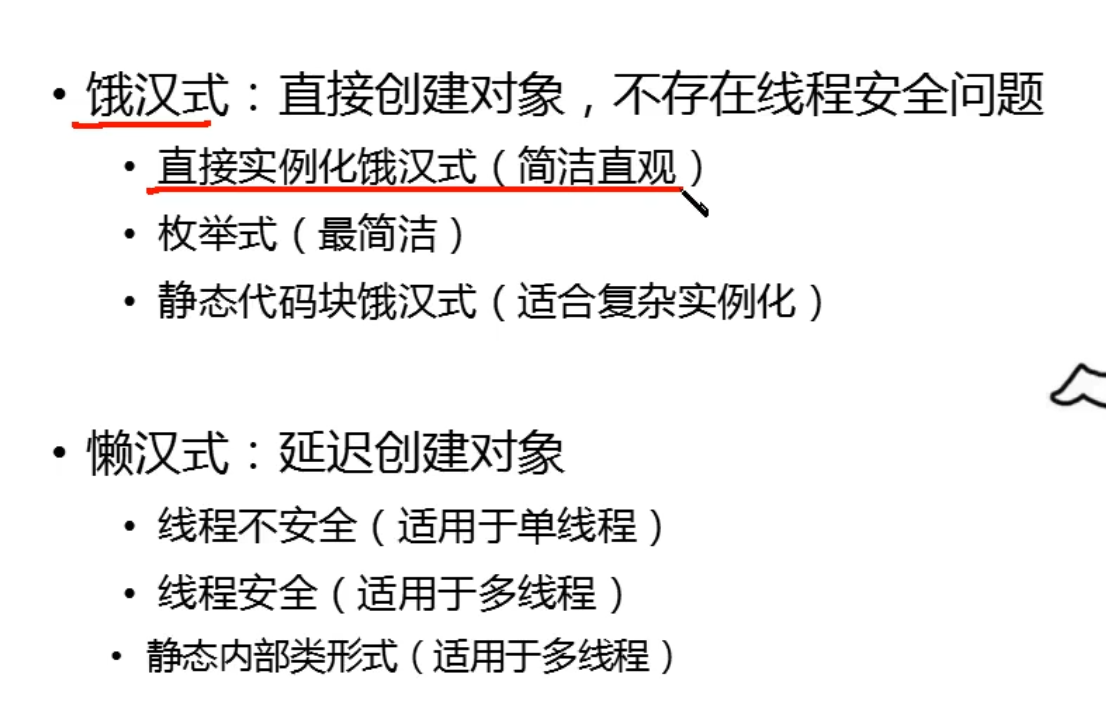 • 饿汉式：直接创建对象，不存在线程安全问题
• 直接实例化饿汉式（简洁直观）
• 枚举式（最简洁）
• 静态代码块饿汉式（适合复杂实例化）
• 懒汉式：延迟创建对象
• 线程不安全（适用于单线程）
• 线程安全（适用于多线程）
• 静态内部类形式（适用于多线程）